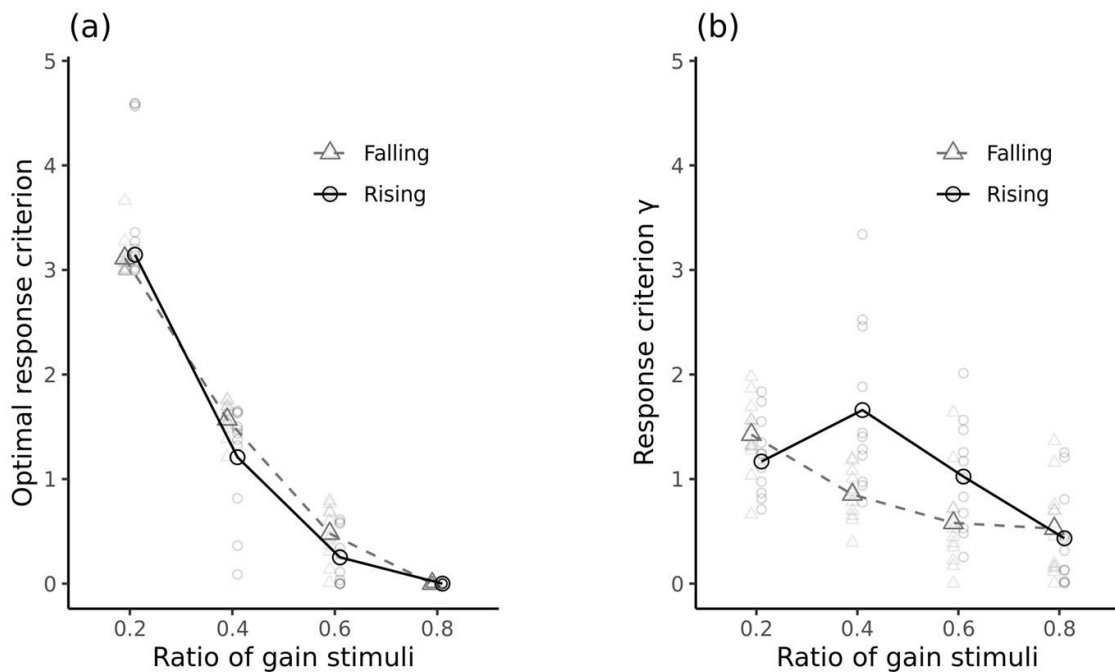 (a)
5
4
3
2
1
0
Optimal response criterion
Falling
Rising
0.2 0.4 0.6 0.8
Ratio of gain stimuli
(b)
5
4
3
2
1
0
Response criterion γ
Falling
Rising
0.2 0.4 0.6 0.8
Ratio of gain stimuli